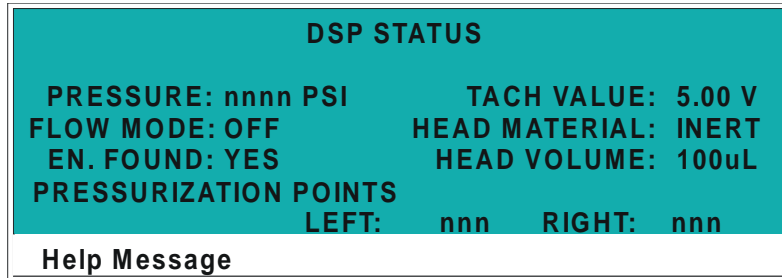 DSP STATUS
PRESSURE: nnnn PSI TACH VALUE: 5.00 V
FLOW MODE: OFF HEAD MATERIAL: INERT
EN. FOUND: YES HEAD VOLUME: 100uL
PRESSURIZATION POINTS
LEFT: nnn RIGHT: nnn
Help Message